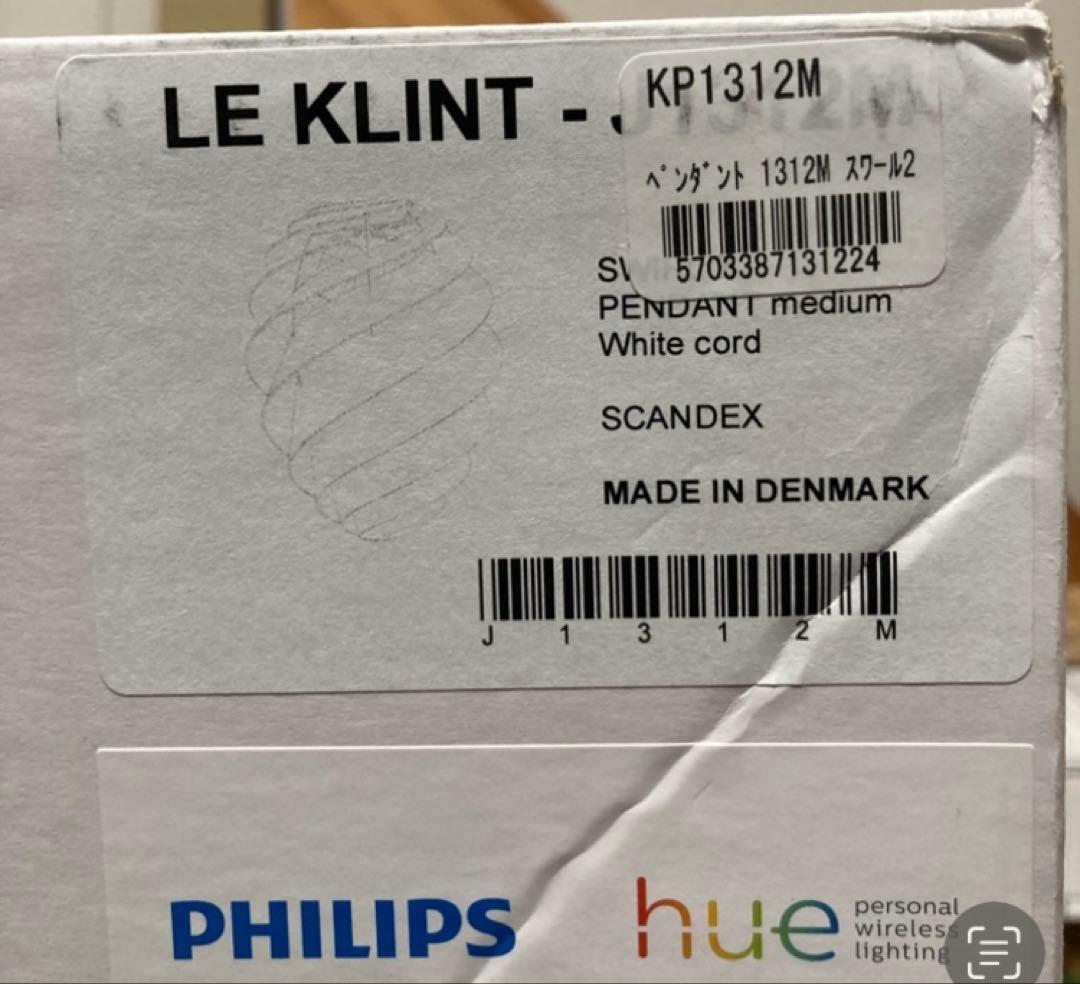 LE KLINT -
KP1312M
ﾍﾟﾝﾀﾞﾝﾄ 1312M ｽﾜｰﾙ2
5703387131224
PENDANT medium
White cord
SCANDEX
MADE IN DENMARK
J 1 3 1 2 M
PHILIPS
hue personal
wireless
lighting